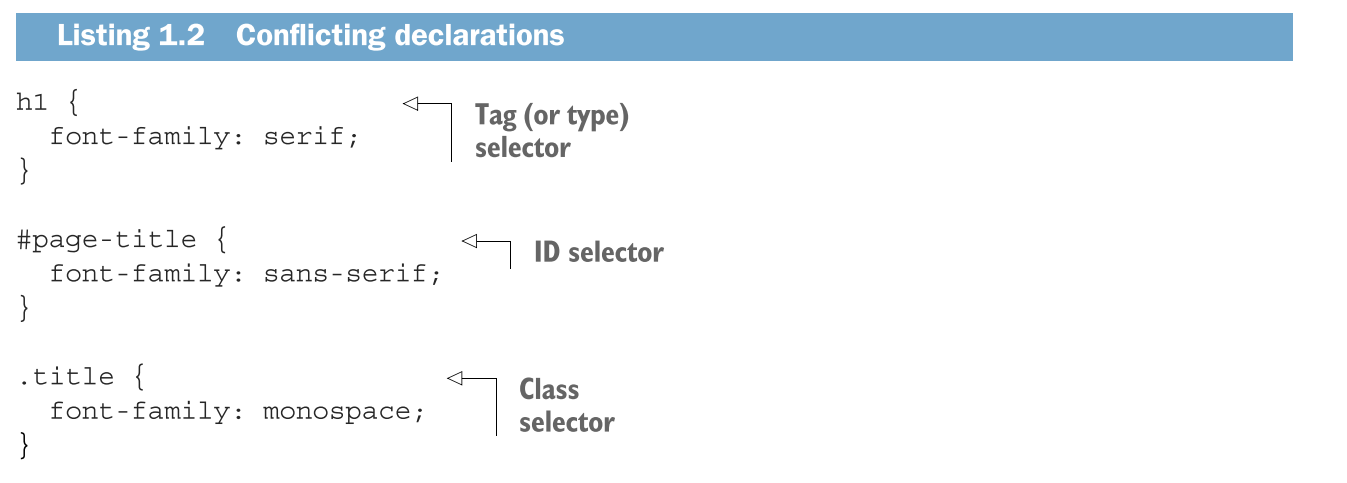 Listing 1.2 Conflicting declarations
h1 {
font-family: serif;
}
Tag (or type)
selector
#page-title {
font-family: sans-serif;
}
ID selector
.title {
font-family: monospace;
}
Class
selector